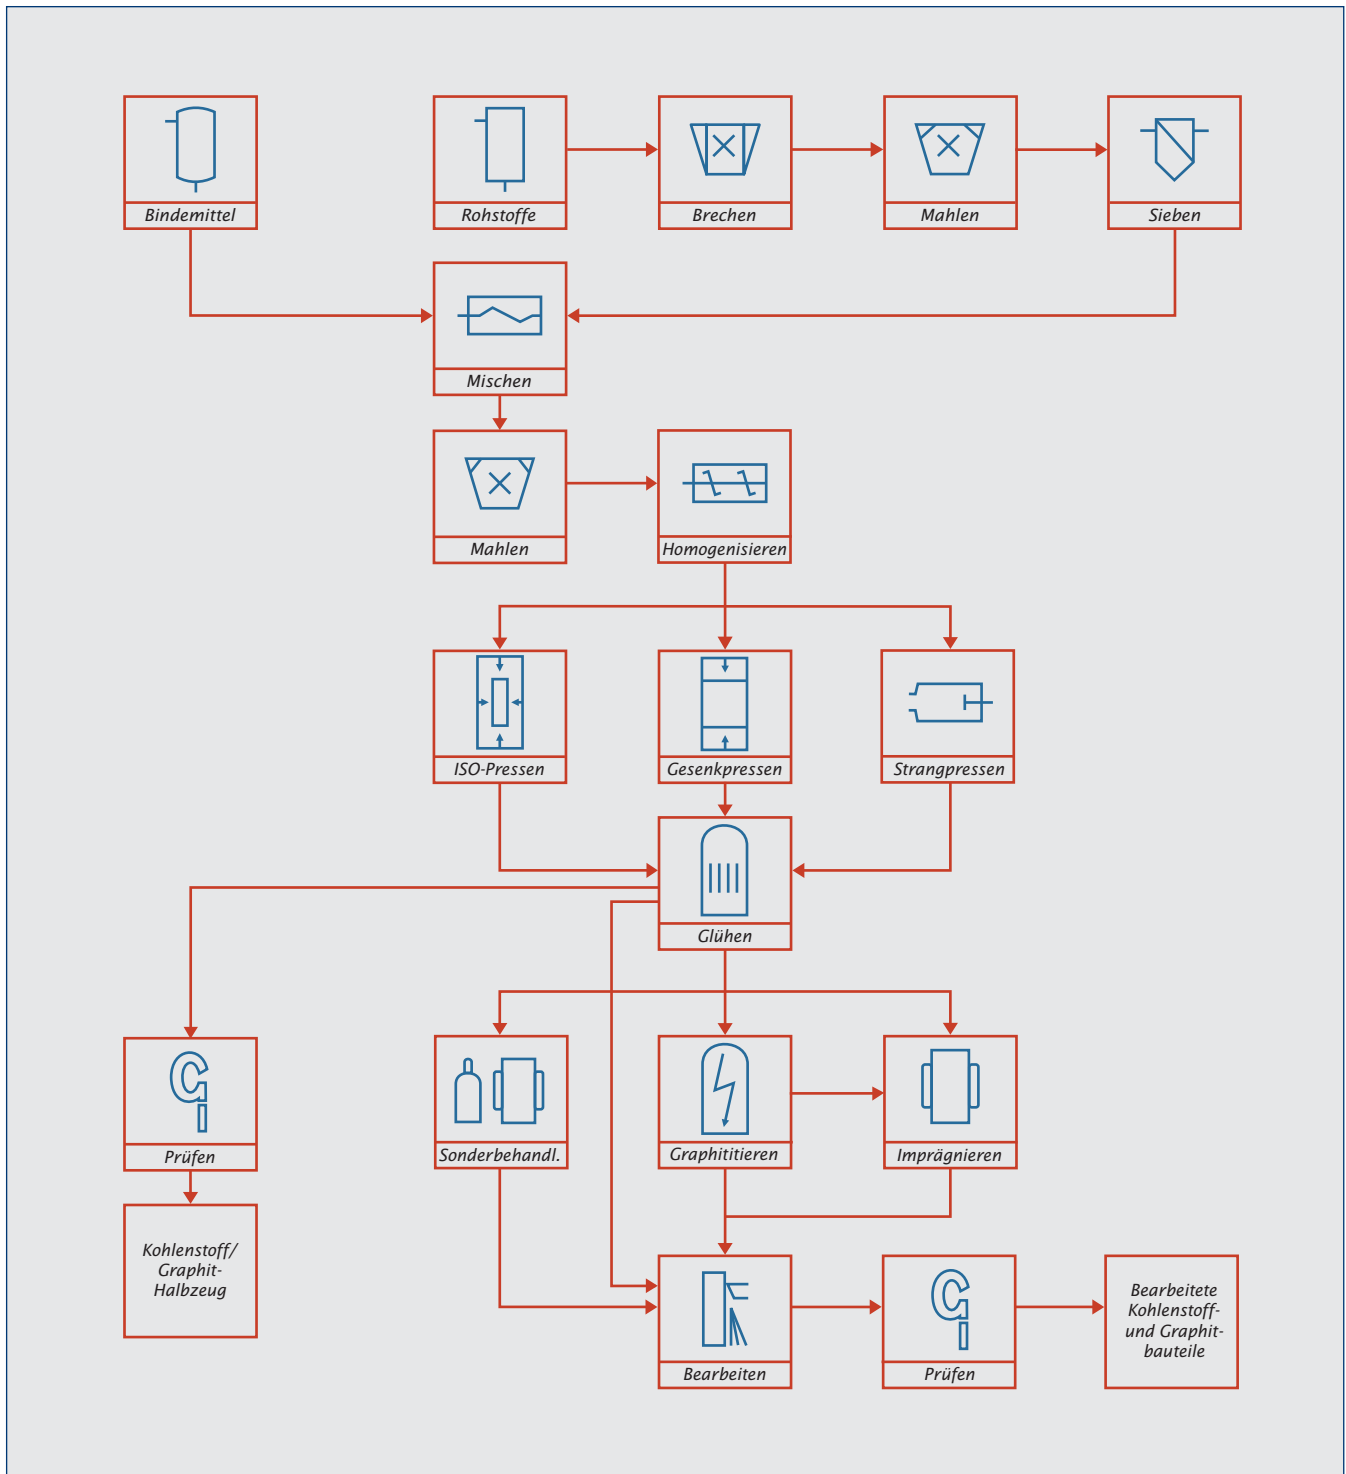 Bindemittel
Rohstoffe
Brechen
Mahlen
Sieben
Mischen
Mahlen
Homogenisieren
ISO-Pressen
Gesenkpressen
Strangpressen
Glühen
Prüfen
Sonderbehandl.
Graphititieren
Imprägnieren
Kohlenstoff/
Graphit-
Halbzeug
Bearbeiten
Prüfen
Bearbeitete
Kohlenstoff-
und Graphit-
bauteile